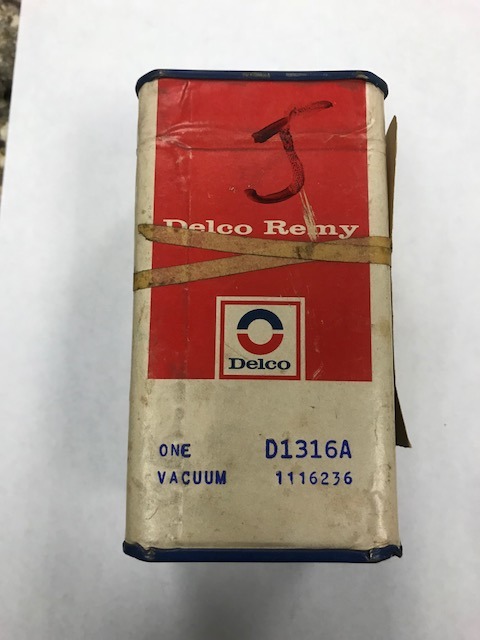 J
Delco Remy
Delco
ONE D1316A
VACUUM 1116236